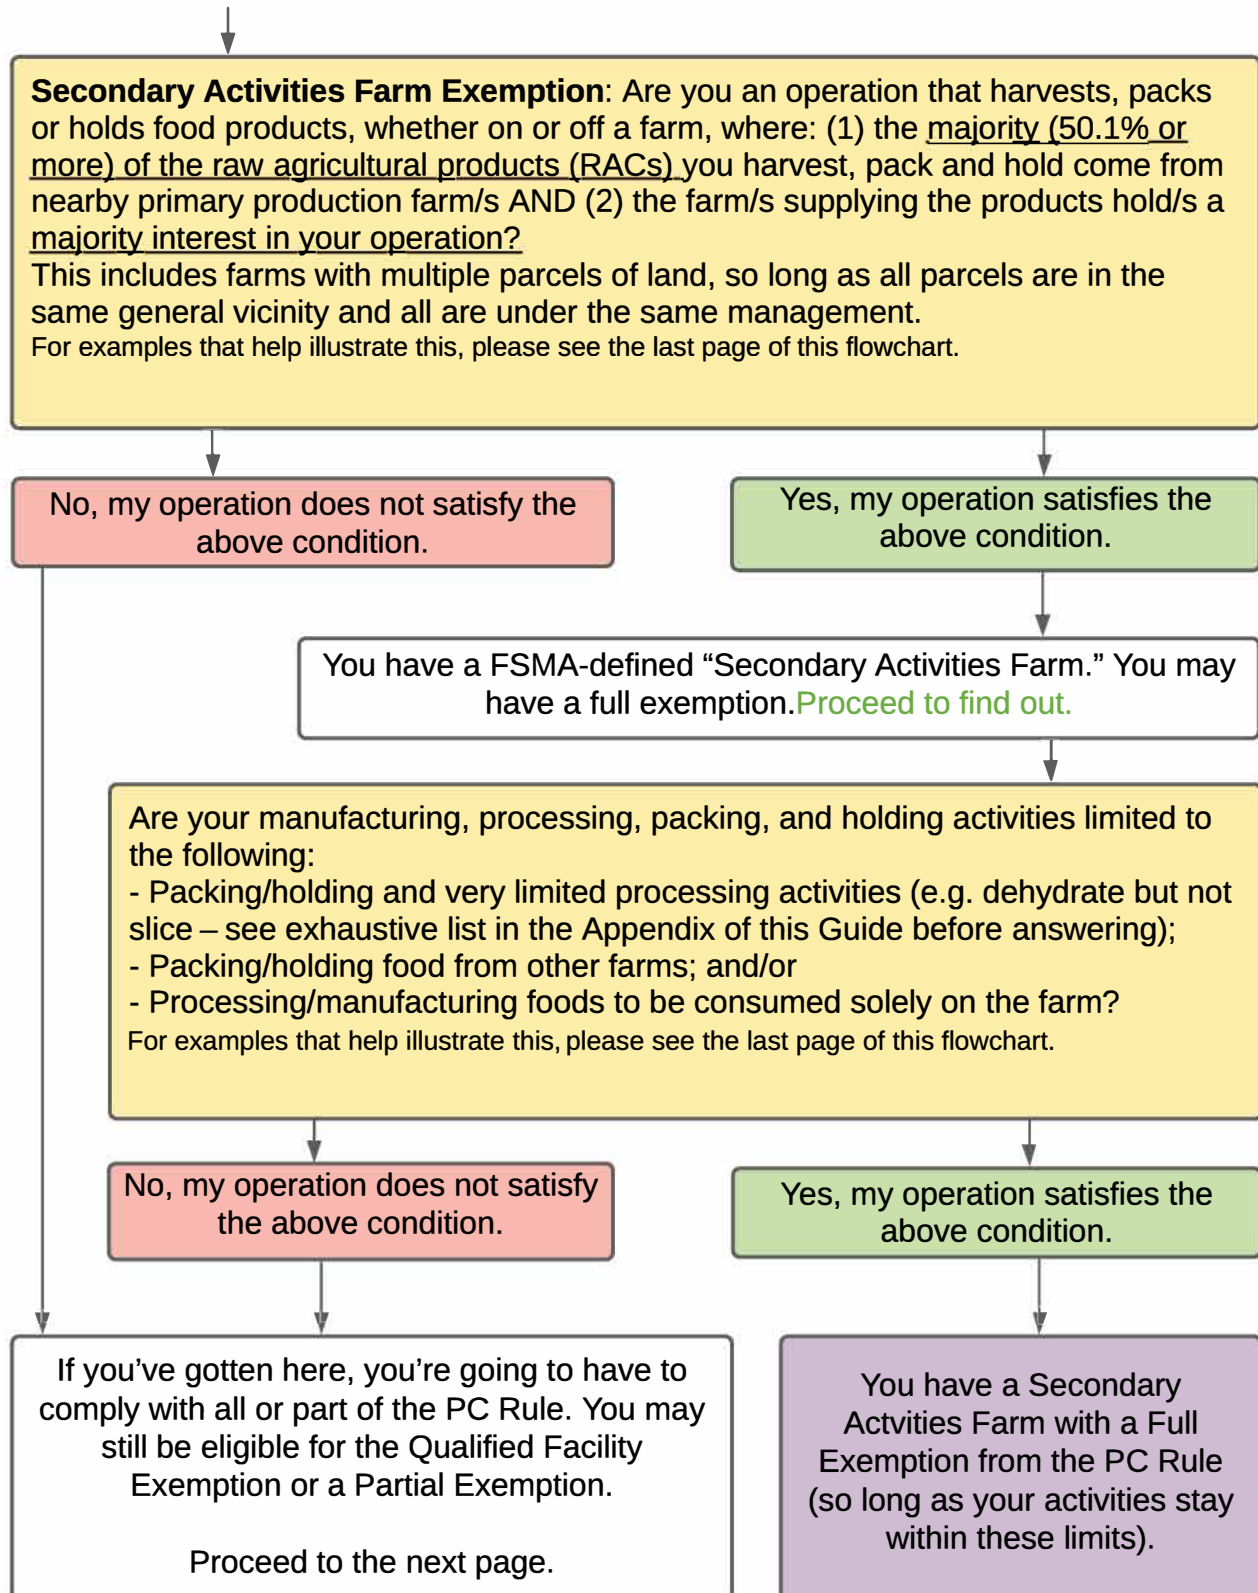 Secondary Activities Farm Exemption: Are you an operation that harvests, packs
or holds food products, whether on or off a farm, where: (1) the majority (50.1% or
more) of the raw agricultural products (RACs) you harvest, pack and hold come from
nearby primary production farm/s AND (2) the farm/s supplying the products hold/s a
majority interest in your operation?
This includes farms with multiple parcels of land, so long as all parcels are in the
same general vicinity and all are under the same management.
For examples that help illustrate this, please see the last page of this flowchart.
No, my operation does not satisfy the
above condition.
Yes, my operation satisfies the
above condition.
You have a FSMA-defined “Secondary Activities Farm.” You may
have a full exemption.Proceed to find out.
Are your manufacturing, processing, packing, and holding activities limited to
the following:
- Packing/holding and very limited processing activities (e.g. dehydrate but not
slice – see exhaustive list in the Appendix of this Guide before answering);
- Packing/holding food from other farms; and/or
- Processing/manufacturing foods to be consumed solely on the farm?
For examples that help illustrate this, please see the last page of this flowchart.
No, my operation does not satisfy
the above condition.
Yes, my operation satisfies the
above condition.
If you’ve gotten here, you’re going to have to
comply with all or part of the PC Rule. You may
still be eligible for the Qualified Facility
Exemption or a Partial Exemption.
Proceed to the next page.
You have a Secondary
Actvities Farm with a Full
Exemption from the PC Rule
(so long as your activities stay
within these limits).